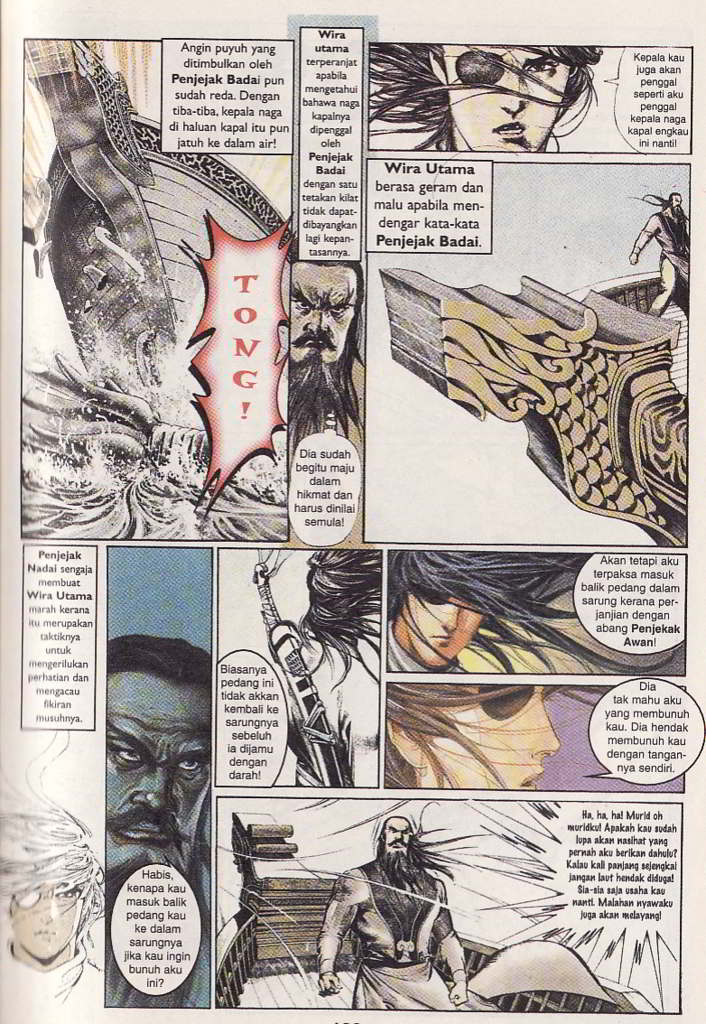 Angin puyuh yang
ditimbulkan oleh
Penjejak Badai pun
sudah reda. Dengan
tiba-tiba, kepala naga
di haluan kapal itu pun
jatuh ke dalam air!
TONG!
Wira
utama
terperanjat
apabila
mengetahui
bahawa naga
kapalnya
dipenggal
oleh
Penjejak
Badai
dengan satu
tetakan kilat
tidak dapat-
dibayangkan
lagi kepan-
tasannya.
Dia sudah
begitu maju
dalam
hikmat dan
harus dinilai
semula!
Kepala kau
juga akan
penggal
seperti aku
penggal
kepala naga
kapal engkau
ini nanti!
Wira Utama
berasa geram dan
malu apabila men-
dengar kata-kata
Penjejak Badai.
Penjejak
Nadai sengaja
membuat
Wira Utama
marah kerana
itu merupakan
taktiknya
untuk
mengerilukan
perhatian dan
mengacau
fikiran
musuhnya.
Habis,
kenapa kau
masuk balik
pedang kau
ke dalam
sarungnya
jika kau ingin
bunuh aku
ini?
Biasanya
pedang ini
tidak akkan
kembali ke
sarungnya
sebeluh
ia dijamu
dengan
darah!
Akan tetapi aku
terpaksa masuk
balik pedang dalam
sarung kerana per-
janjian dengan
abang Penjekak
Awan!
Dia
tak mahu aku
yang membunuh
kau. Dia hendak
membunuh kau
dengan tangan-
nya sendiri.
Ha, ha, ha! Murid oh
muridku! Apakah kau sudah
lupa akan nasihat yang
pernah aku berikan dahulu?
Kalau kali panjang sejengkal
jangan laut hendak diduga!
Sia-sia saja usaha kau
nanti. Malahan nyawaku
juga akan melayang!